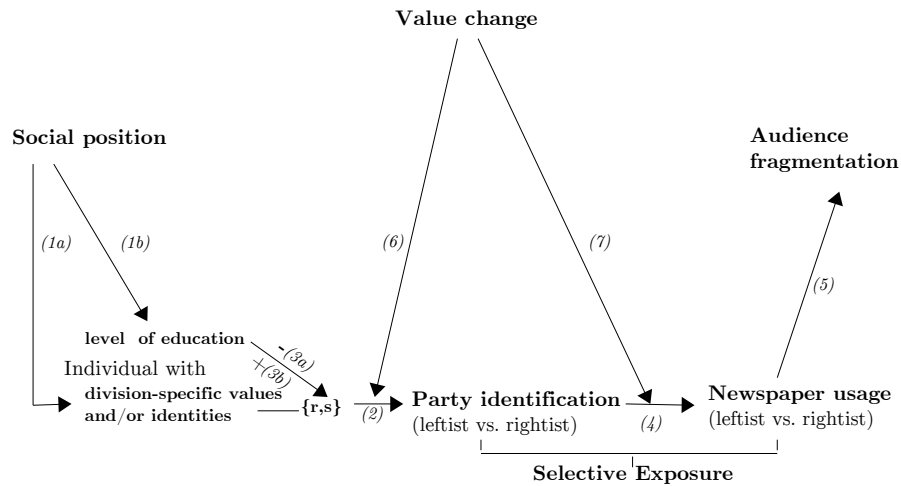 Value change
Social position
Audience
fragmentation
(1a)
(1b)
(6)
(7)
(5)
level of education
-(3a)
+(3b)
Individual with
division-specific values
and/or identities
{r,s}
(2)
Party identification
(leftist vs. rightist)
(4)
Newspaper usage
(leftist vs. rightist)
Selective Exposure